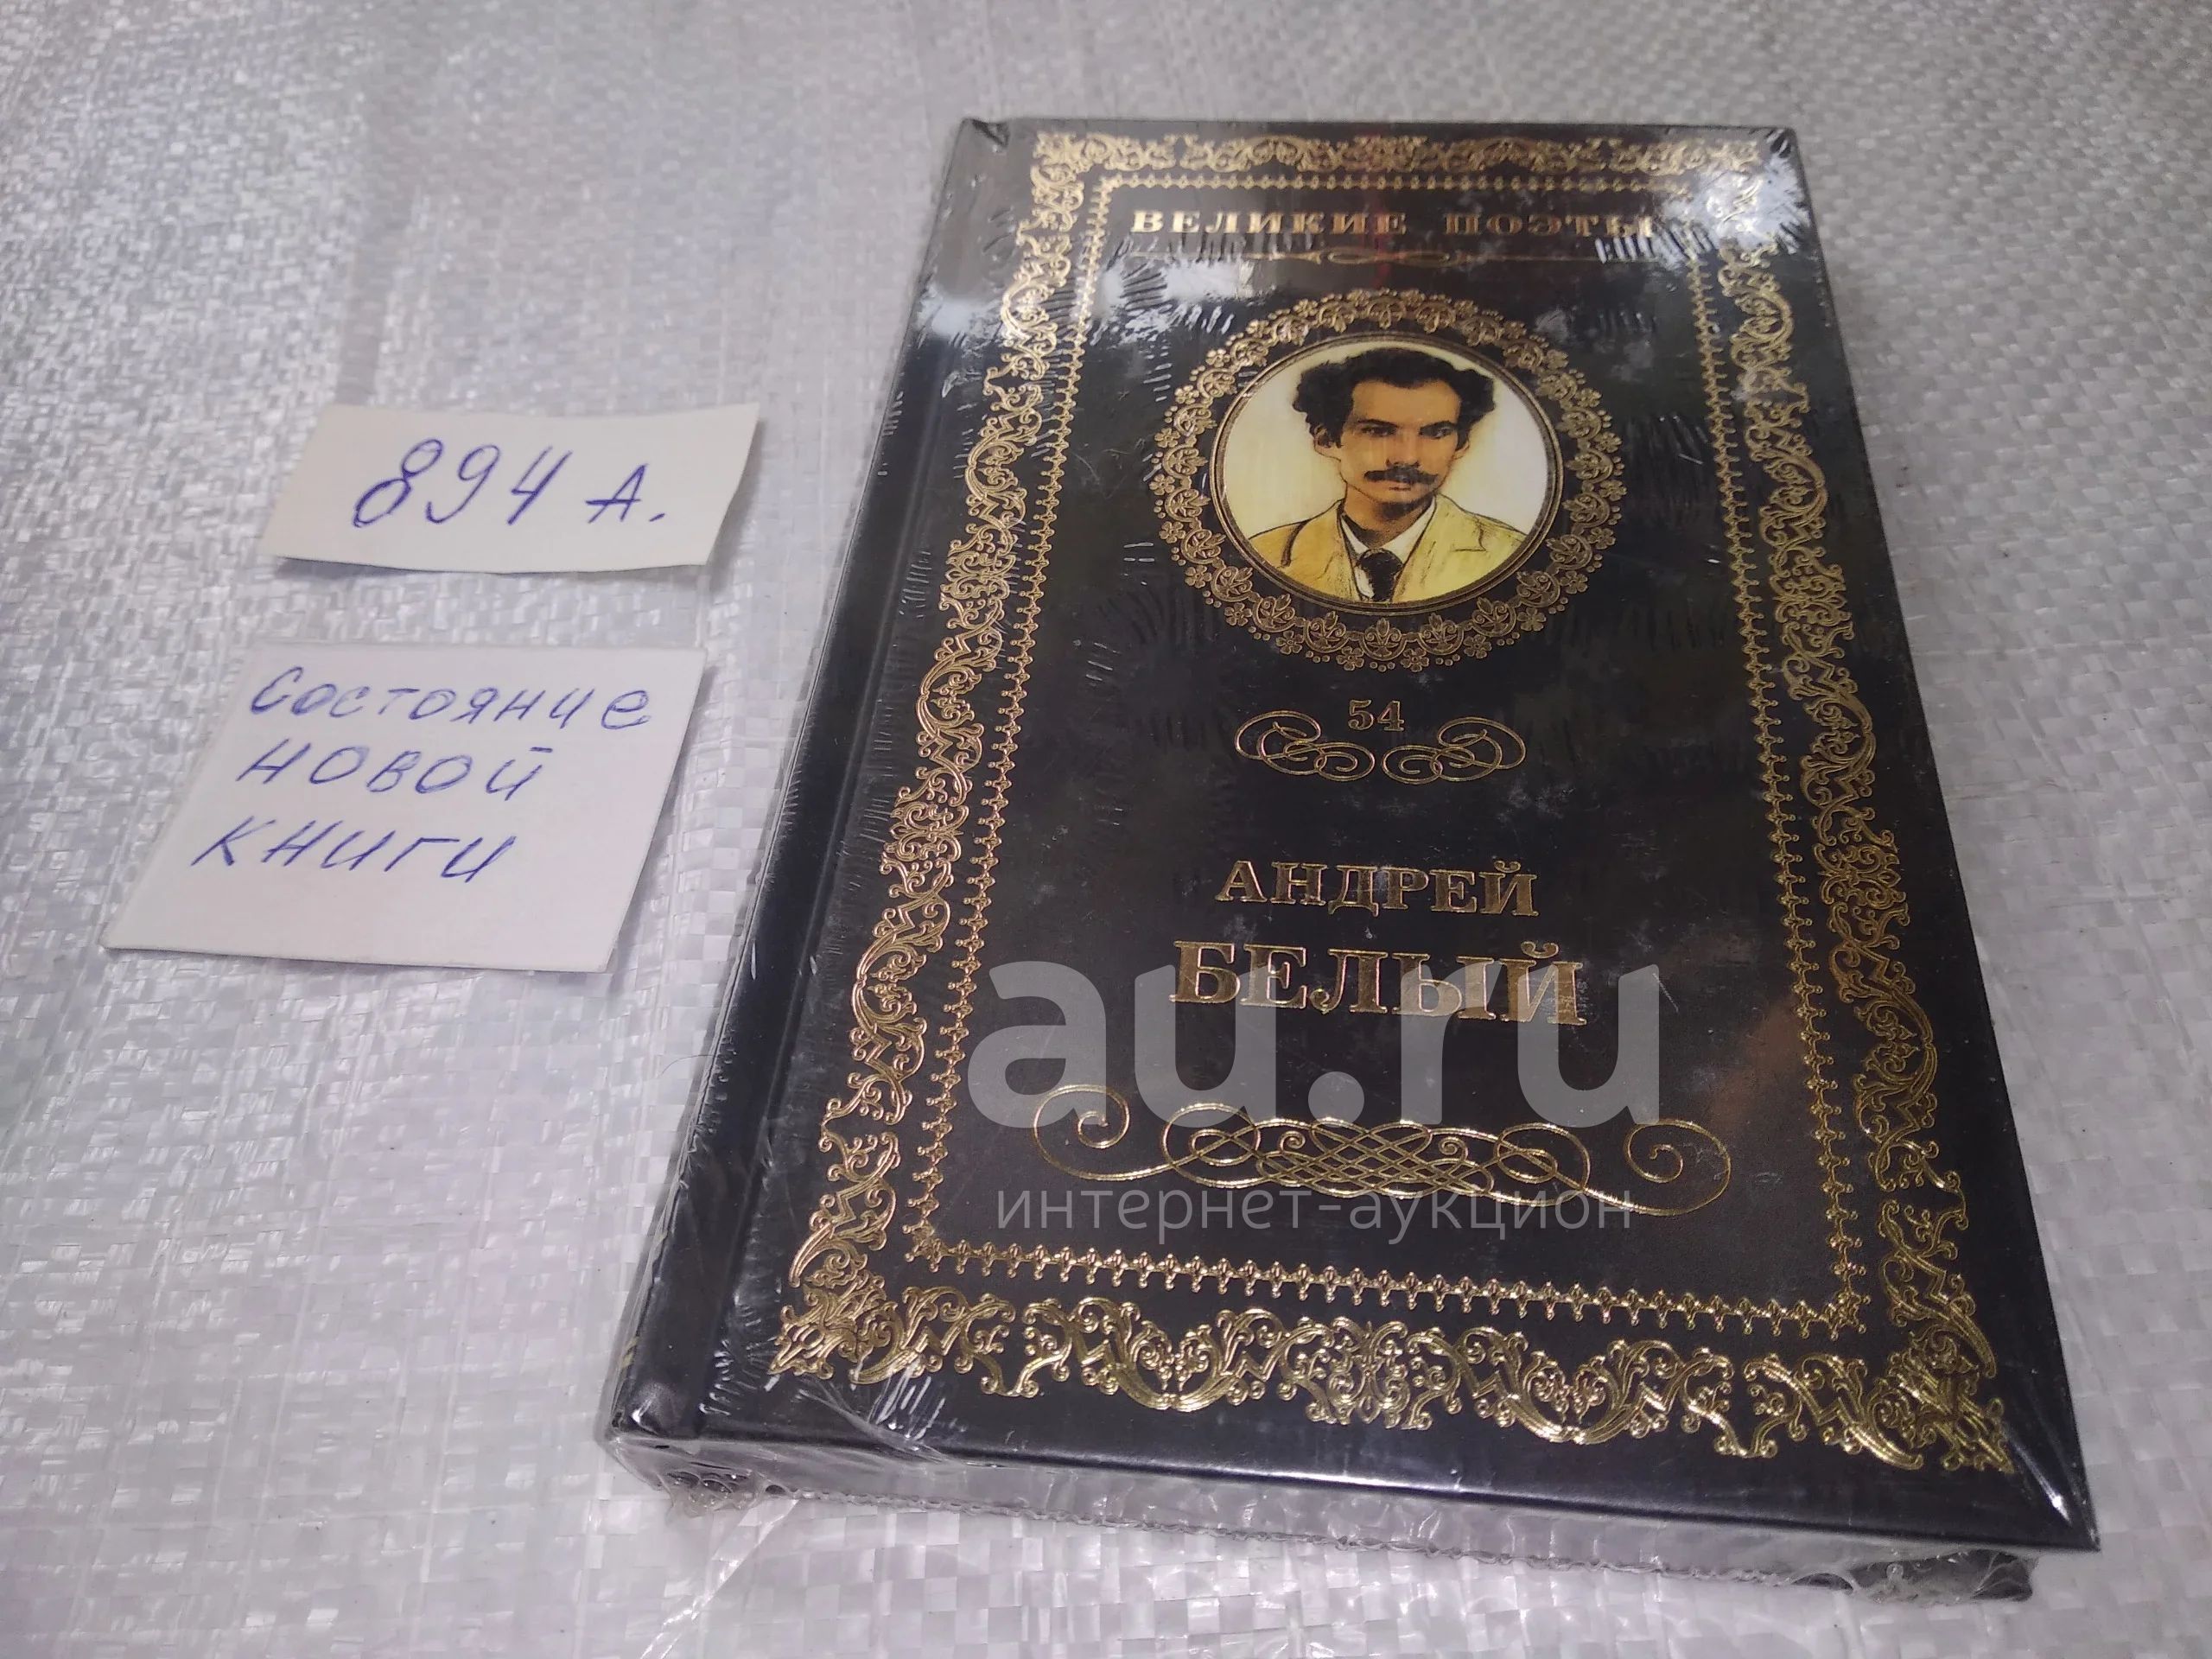 894 А.
Состояние
новой
книги
ВЕЛИКИЕ ПОЭТЫ
54
АНДРЕЙ
БЕЛЫЙ
au.ru
интернет-аукцион